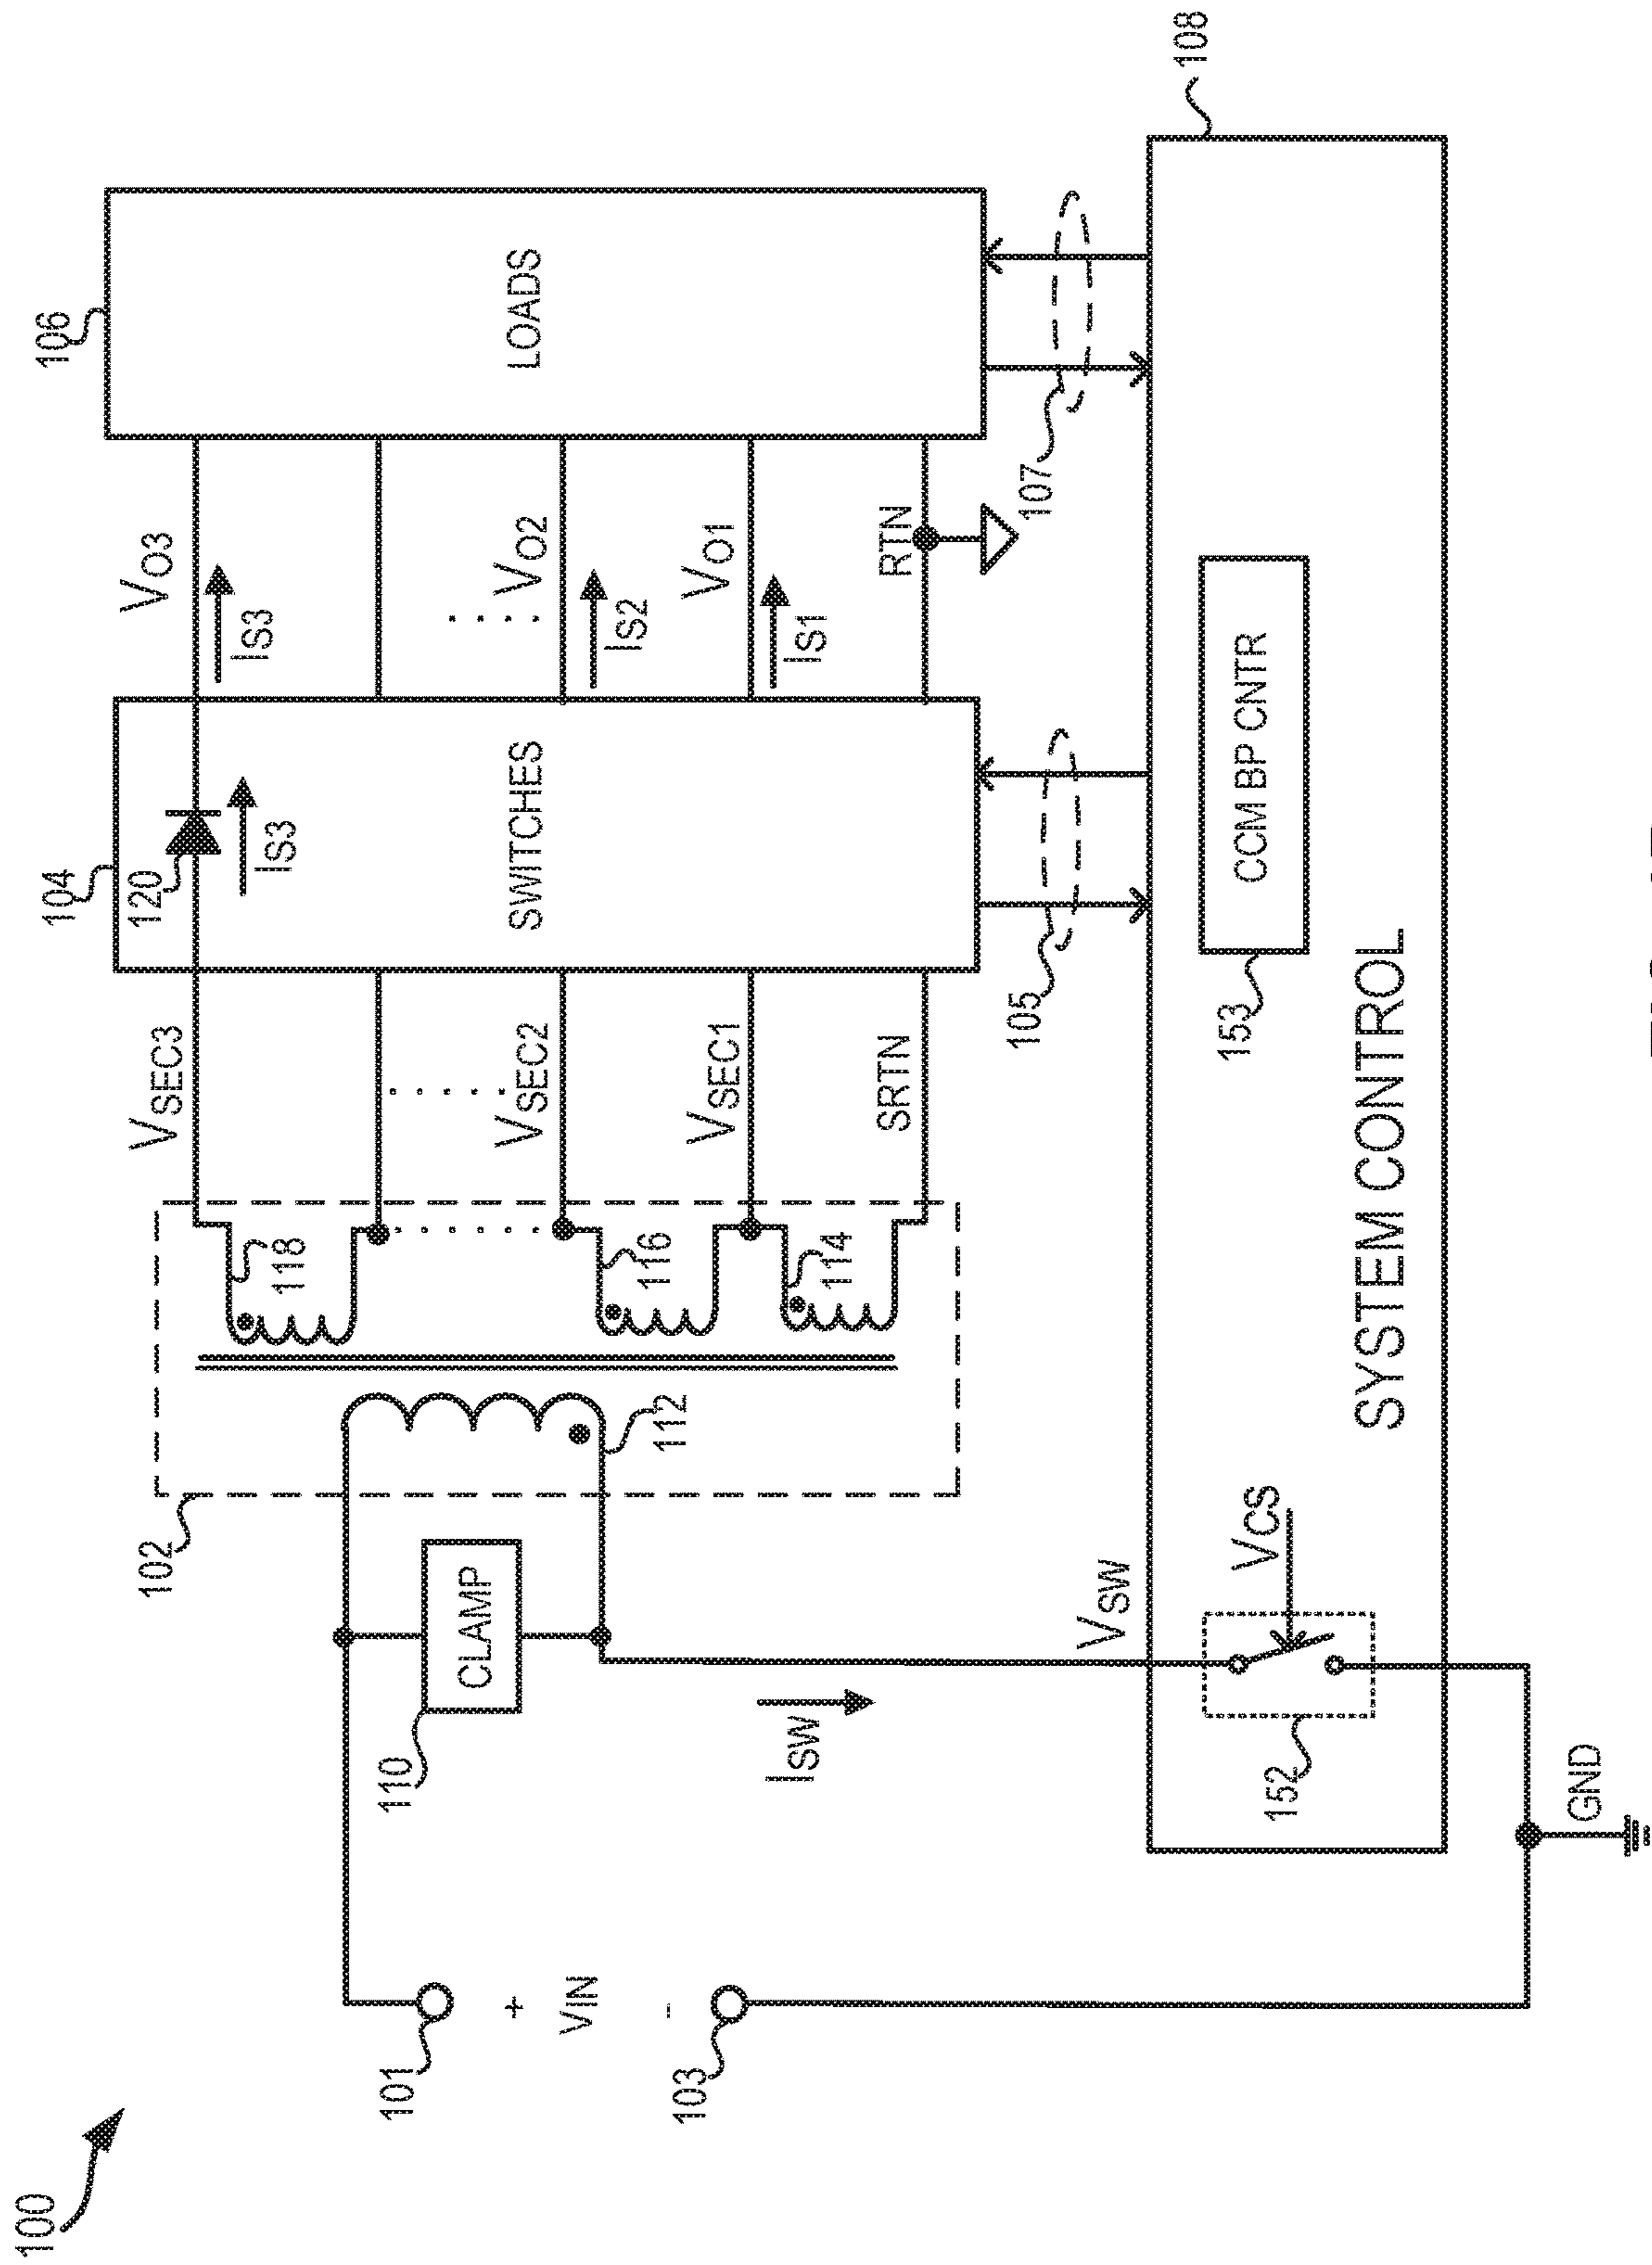 100
102
104
106
120
118
116
114
112
110
101
103
105
107
108
152
153
VSEC3
VSEC2
VSEC1
SRTN
VO3
VO2
VO1
RTN
IS3
IS3
IS2
IS1
CLAMP
SWITCHES
LOADS
+
VIN
-
ISW
VSW
VCS
CCM BP CNTR
SYSTEM CONTROL
GND